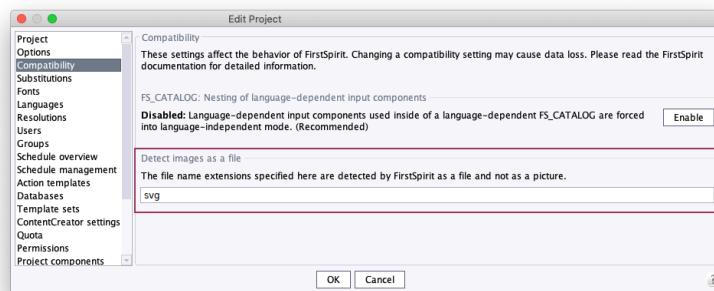 Edit Project
Project
Options
Compatibility
Substitutions
Fonts
Languages
Resolutions
Users
Groups
Schedule overview
Schedule management
Action templates
Databases
Template sets
ContentCreator settings
Quota
Permissions
Project components
Compatibility
These settings affect the behavior of FirstSpirit. Changing a compatibility setting may cause data loss. Please read the FirstSpirit
documentation for detailed information.
FS_CATALOG: Nesting of language-dependent input components
Disabled: Language-dependent input components used inside of a language-dependent FS_CATALOG are forced
into language-independent mode. (Recommended)
Enable
Detect images as a file
The file name extensions specified here are detected by FirstSpirit as a file and not as a picture.
svg
OK
Cancel